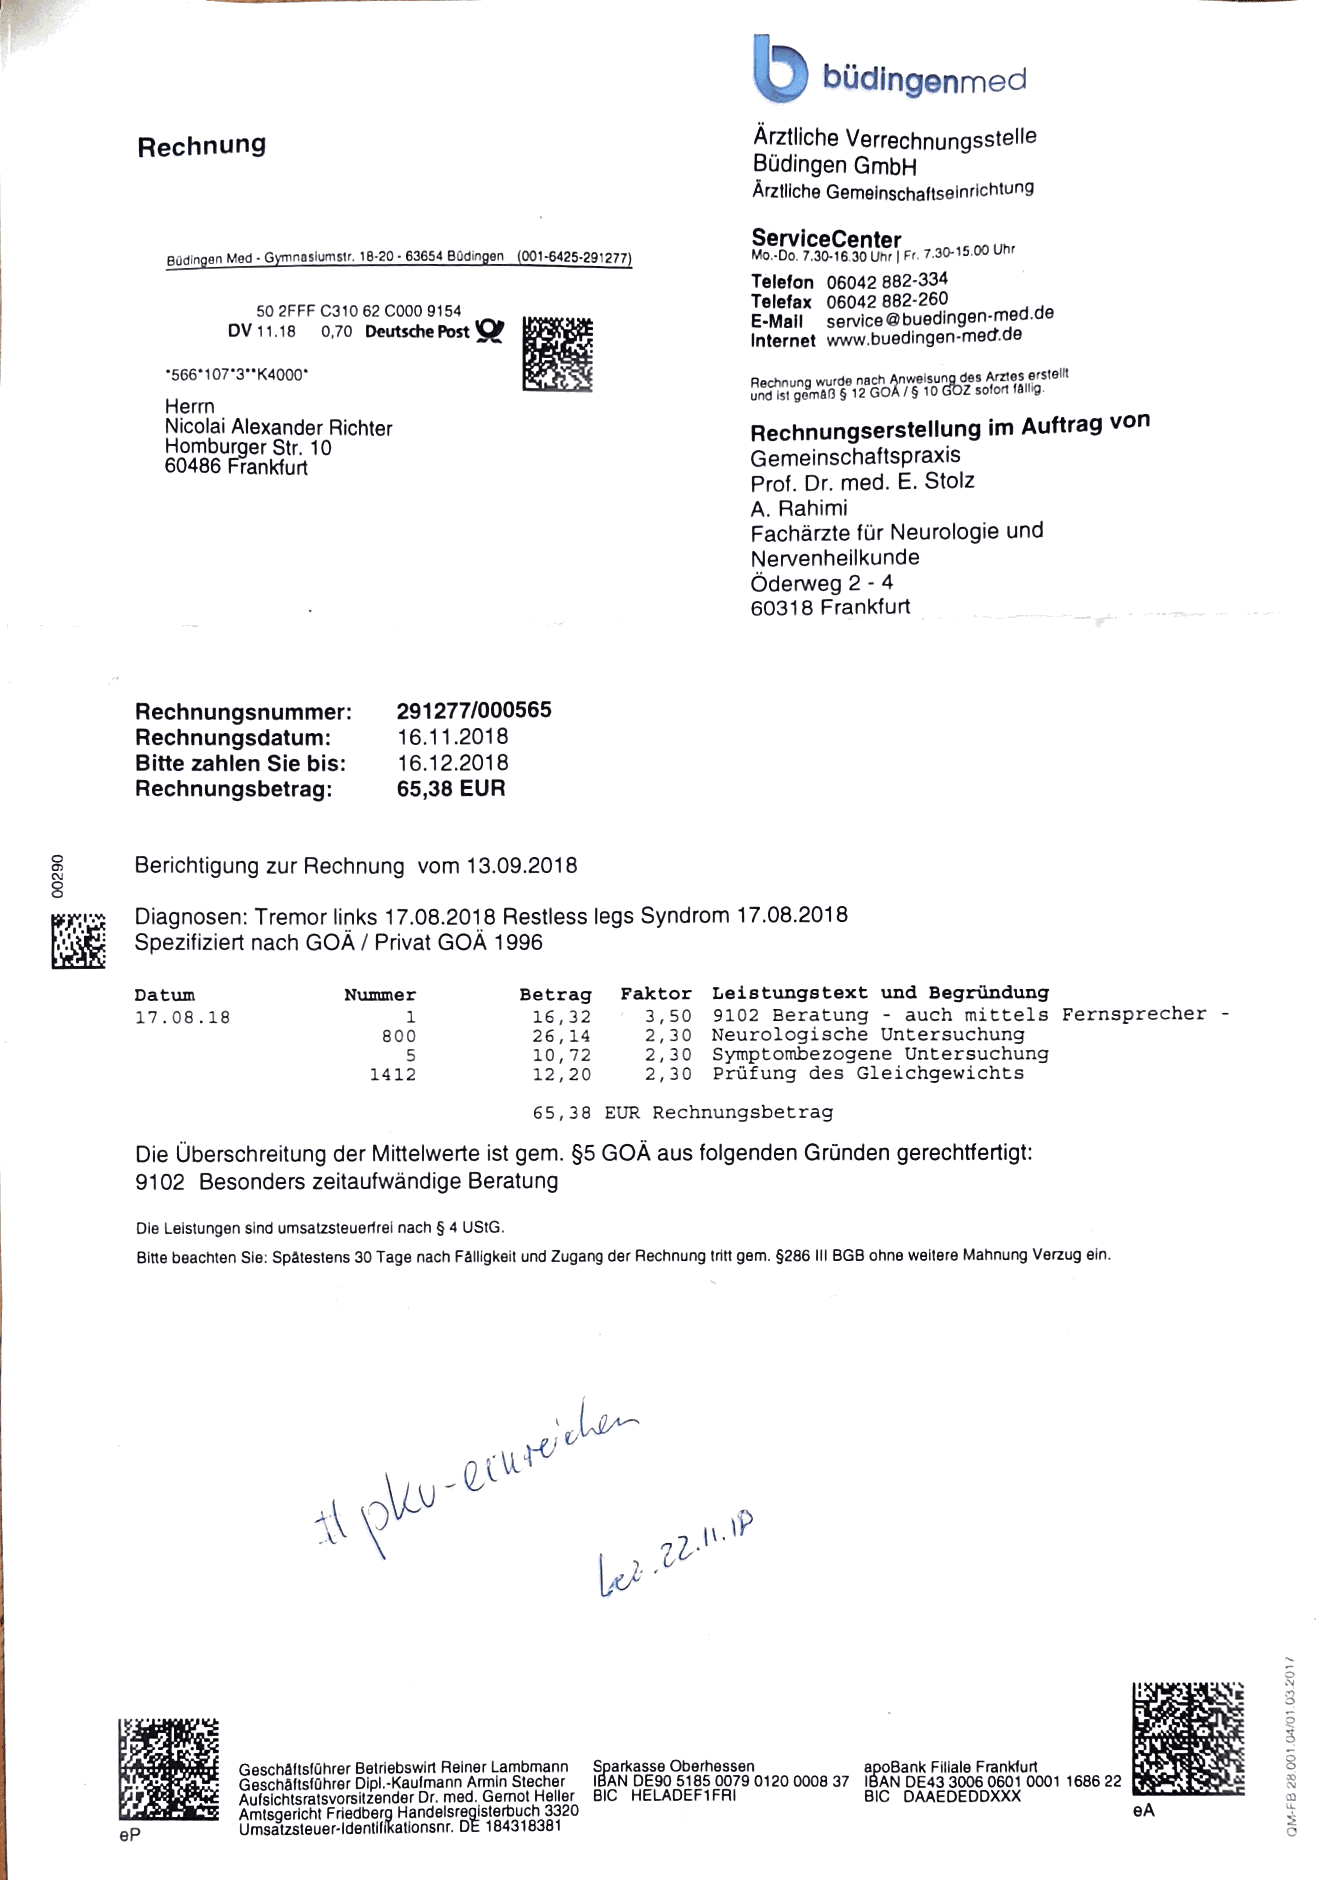 büdingenmed
Rechnung
Ärztliche Verrechnungsstelle
Büdingen GmbH
Ärztliche Gemeinschaftseinrichtung
ServiceCenter
Mo.-Do. 7.30-16.30 Uhr | Fr. 7.30-15.00 Uhr
Telefon 06042 882-334
Telefax 06042 882-260
E-Mail service@buedingen-med.de
Internet www.buedingen-med.de
Rechnung wurde nach Anweisung des Arztes erstellt
und ist gemäß § 12 GOÄ / § 10 GOZ sofort fällig.
Büdingen Med - Gymnasiumstr. 18-20 - 63654 Büdingen (001-6425-291277)
50 2FFF C310 62 C000 9154
DV 11.18 0,70 Deutsche Post
*566*107*3**K4000*
Herrn
Nicolai Alexander Richter
Homburger Str. 10
60486 Frankfurt
Rechnungserstellung im Auftrag von
Gemeinschaftspraxis
Prof. Dr. med. E. Stolz
A. Rahimi
Fachärzte für Neurologie und
Nervenheilkunde
Öderweg 2 - 4
60318 Frankfurt
Rechnungsnummer: 291277/000565
Rechnungsdatum: 16.11.2018
Bitte zahlen Sie bis: 16.12.2018
Rechnungsbetrag: 65,38 EUR
00290
Berichtigung zur Rechnung vom 13.09.2018
Diagnosen: Tremor links 17.08.2018 Restless legs Syndrom 17.08.2018
Spezifiziert nach GOÄ / Privat GOÄ 1996
Datum Nummer Betrag Faktor Leistungstext und Begründung
17.08.18 1 16,32 3,50 9102 Beratung - auch mittels Fernsprecher -
800 26,14 2,30 Neurologische Untersuchung
5 10,72 2,30 Symptombezogene Untersuchung
1412 12,20 2,30 Prüfung des Gleichgewichts
65,38 EUR Rechnungsbetrag
Die Überschreitung der Mittelwerte ist gem. §5 GOÄ aus folgenden Gründen gerechtfertigt:
9102 Besonders zeitaufwändige Beratung
Die Leistungen sind umsatzsteuerfrei nach § 4 UStG.
Bitte beachten Sie: Spätestens 30 Tage nach Fälligkeit und Zugang der Rechnung tritt gem. §286 III BGB ohne weitere Mahnung Verzug ein.
# pkv-einreichen
bez. 22.11.18
eP
Geschäftsführer Betriebswirt Reiner Lambmann
Geschäftsführer Dipl.-Kaufmann Armin Stecher
Aufsichtsratsvorsitzender Dr. med. Gernot Heller
Amtsgericht Friedberg Handelsregisterbuch 3320
Umsatzsteuer-Identifikationsnr. DE 184318381
Sparkasse Oberhessen
IBAN DE90 5185 0079 0120 0008 37
BIC HELADEF1FRI
apoBank Filiale Frankfurt
IBAN DE43 3006 0601 0001 1686 22
BIC DAAEDEDDXXX
eA
QM-FB 28.001.04/01.03.2017